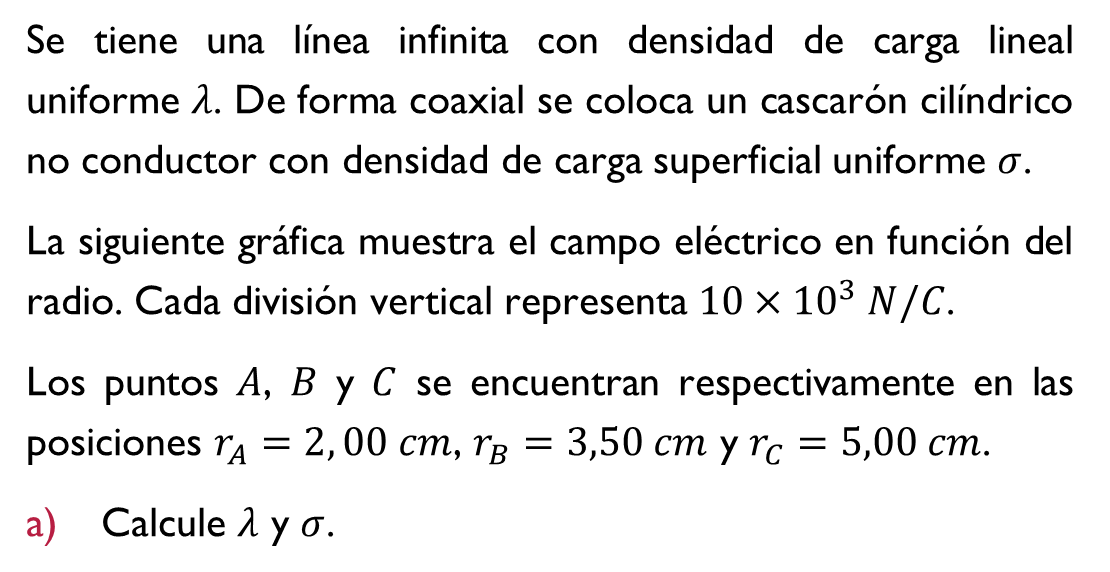 Se tiene una línea infinita con densidad de carga lineal
uniforme λ. De forma coaxial se coloca un cascarón cilíndrico
no conductor con densidad de carga superficial uniforme σ.
La siguiente gráfica muestra el campo eléctrico en función del
radio. Cada división vertical representa 10 × 10³ N/C.
Los puntos A, B y C se encuentran respectivamente en las
posiciones r_A = 2, 00 cm, r_B = 3,50 cm y r_C = 5,00 cm.
a) Calcule λ y σ.